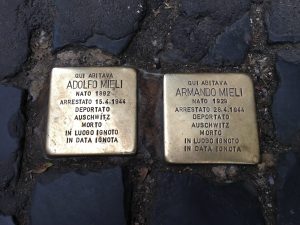 QUI ABITAVA
ADOLFO MIELI
NATO 1892
ARRESTATO 15.4.1944
DEPORTATO
AUSCHWITZ
MORTO
IN LUOGO IGNOTO
IN DATA IGNOTA
QUI ABITAVA
ARMANDO MIELI
NATO 1929
ARRESTATO 26.4.1944
DEPORTATO
AUSCHWITZ
MORTO
IN LUOGO IGNOTO
IN DATA IGNOTA